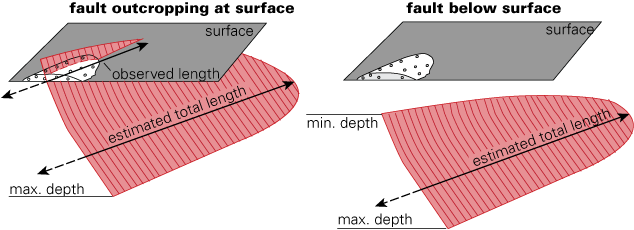 fault outcropping at surface
surface
observed length
estimated total length
max. depth
fault below surface
surface
min. depth
estimated total length
max. depth